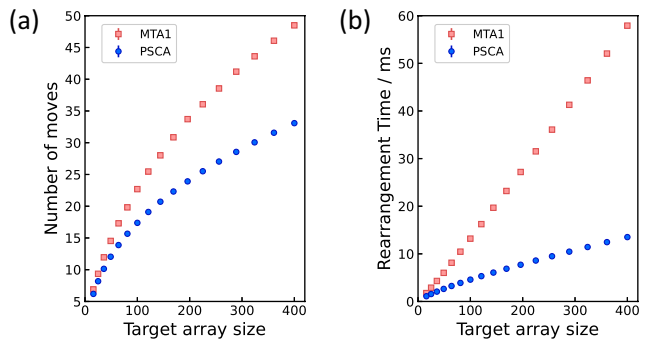 (a)
Number of moves
50
45
40
35
30
25
20
15
10
5
MTA1
PSCA
0 100 200 300 400
Target array size
(b)
Rearrangement Time / ms
60
50
40
30
20
10
0
MTA1
PSCA
0 100 200 300 400
Target array size